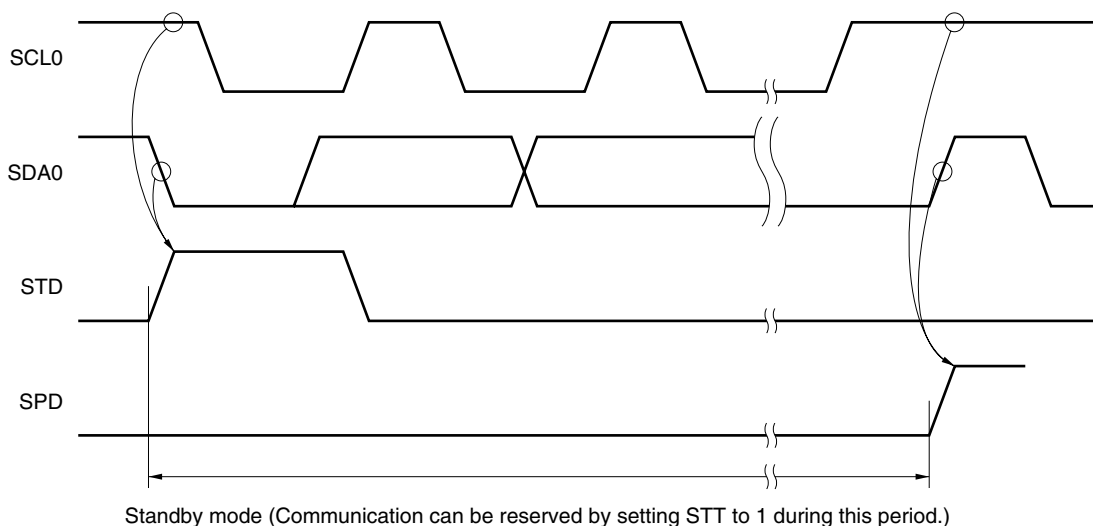 SCL0
SDA0
STD
SPD
Standby mode (Communication can be reserved by setting STT to 1 during this period.)